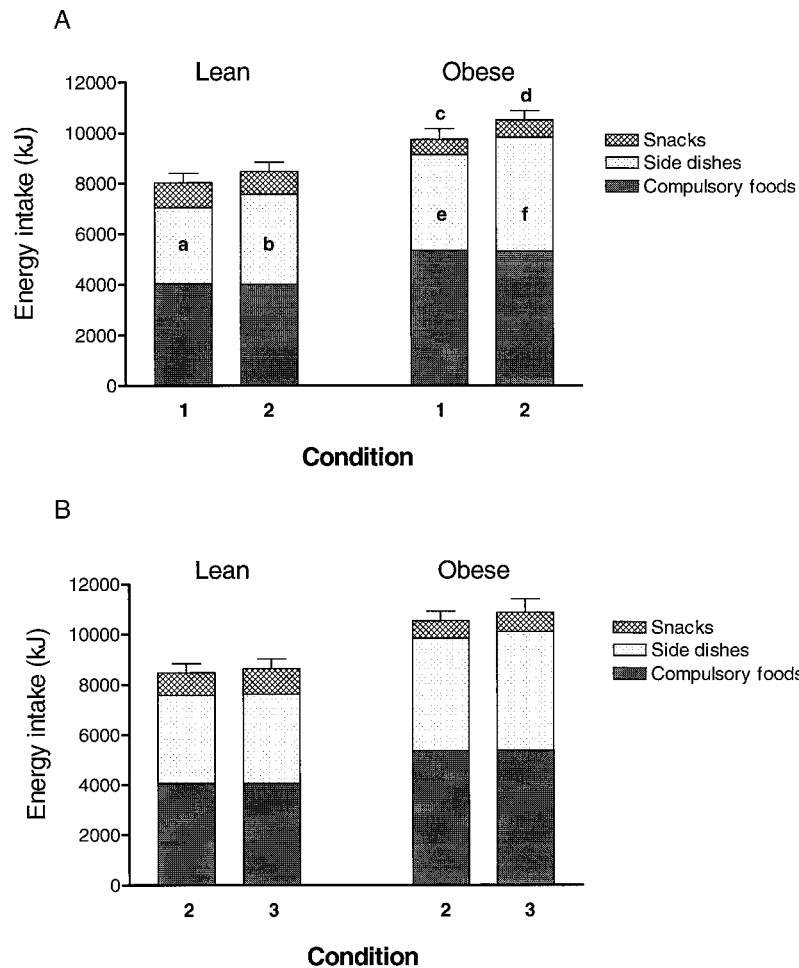 A
Lean Obese
12000
10000
8000
6000
4000
2000
0
Energy intake (kJ)
a b c d e f
Snacks
Side dishes
Compulsory foods
1 2 1 2
Condition
B
Lean Obese
12000
10000
8000
6000
4000
2000
0
Energy intake (kJ)
Snacks
Side dishes
Compulsory foods
2 3 2 3
Condition